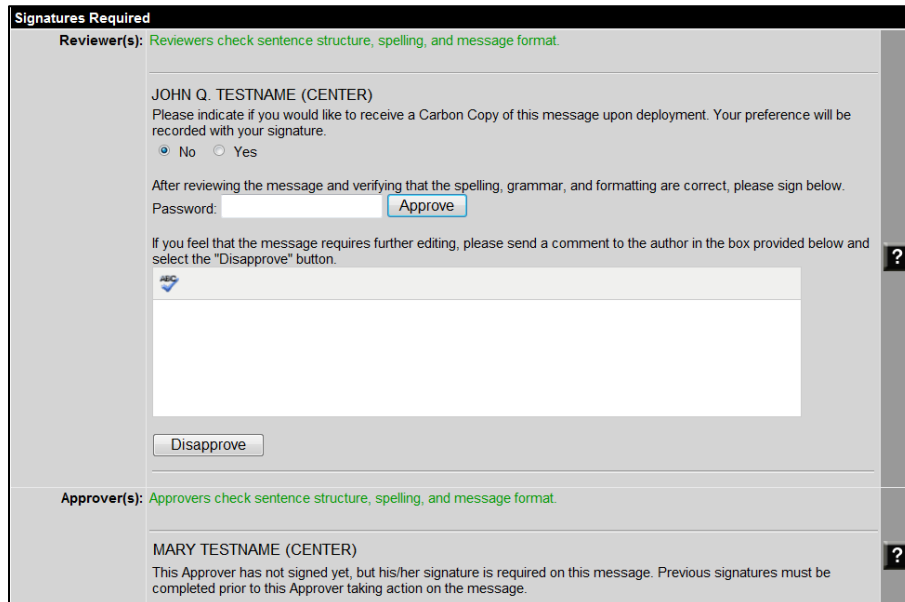 Signatures Required
Reviewer(s): Reviewers check sentence structure, spelling, and message format.
JOHN Q. TESTNAME (CENTER)
Please indicate if you would like to receive a Carbon Copy of this message upon deployment. Your preference will be
recorded with your signature.
No Yes
After reviewing the message and verifying that the spelling, grammar, and formatting are correct, please sign below.
Password: Approve
If you feel that the message requires further editing, please send a comment to the author in the box provided below and
select the "Disapprove" button.
?
ABC
Disapprove
Approver(s): Approvers check sentence structure, spelling, and message format.
MARY TESTNAME (CENTER)
?
This Approver has not signed yet, but his/her signature is required on this message. Previous signatures must be
completed prior to this Approver taking action on the message.